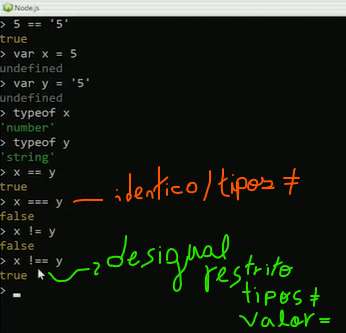 Node.js
> 5 == '5'
true
> var x = 5
undefined
> var y = '5'
undefined
> typeof x
'number'
> typeof y
'string'
> x == y
true
> x === y — identico/tipos ≠
false
> x != y
false
> x !== y
true
>
desigual
restrito
tipos ≠
valor =